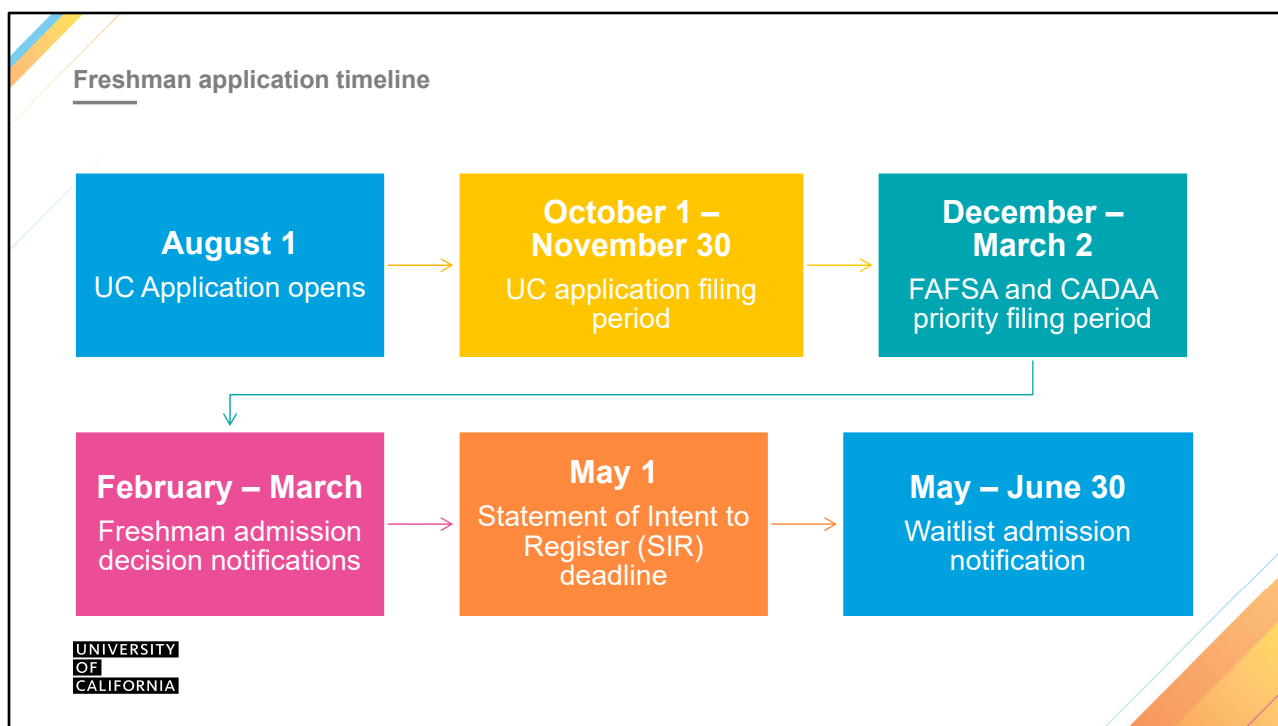 Freshman application timeline
August 1
UC Application opens
October 1 –
November 30
UC application filing
period
December –
March 2
FAFSA and CADAA
priority filing period
February – March
Freshman admission
decision notifications
May 1
Statement of Intent to
Register (SIR)
deadline
May – June 30
Waitlist admission
notification
UNIVERSITY
OF
CALIFORNIA